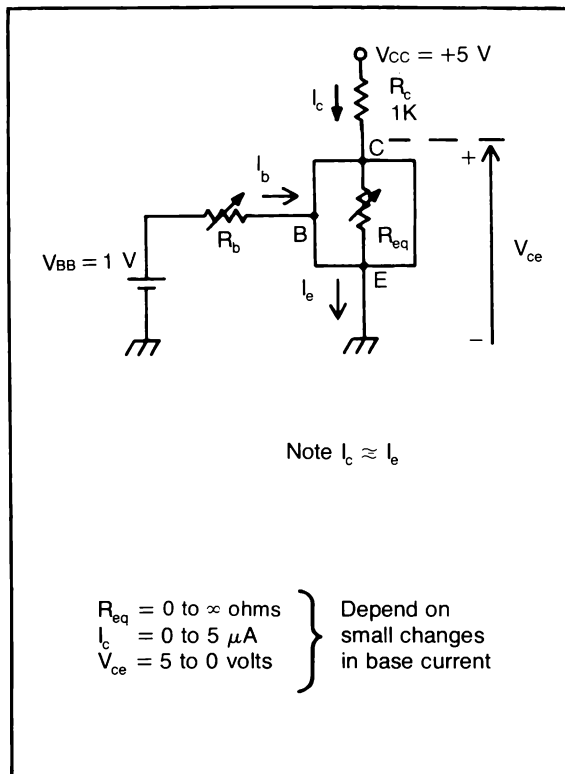 VCC = +5 V
Rc
1K
Ic
C
+
Ib
B
Rb
Req
VBB = 1 V
Vce
E
Ie
–
Note Ic ≈ Ie
Req = 0 to ∞ ohms
Ic = 0 to 5 μA
Vce = 5 to 0 volts
Depend on
small changes
in base current